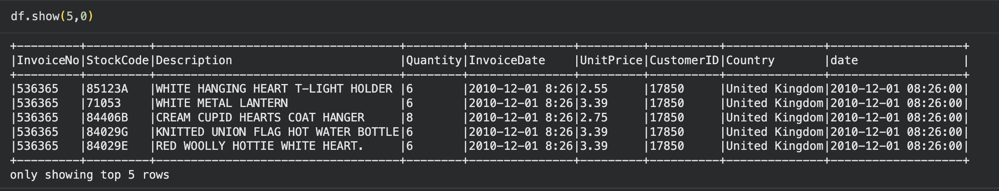 df.show(5,0)
+---------+---------+-----------------------------------+--------+---------------+---------+----------+--------------+-------------------+
|InvoiceNo|StockCode|Description                        |Quantity|InvoiceDate    |UnitPrice|CustomerID|Country       |date               |
+---------+---------+-----------------------------------+--------+---------------+---------+----------+--------------+-------------------+
|536365   |85123A   |WHITE HANGING HEART T-LIGHT HOLDER |6       |2010-12-01 8:26|2.55     |17850     |United Kingdom|2010-12-01 08:26:00|
|536365   |71053    |WHITE METAL LANTERN                |6       |2010-12-01 8:26|3.39     |17850     |United Kingdom|2010-12-01 08:26:00|
|536365   |84406B   |CREAM CUPID HEARTS COAT HANGER     |8       |2010-12-01 8:26|2.75     |17850     |United Kingdom|2010-12-01 08:26:00|
|536365   |84029G   |KNITTED UNION FLAG HOT WATER BOTTLE|6       |2010-12-01 8:26|3.39     |17850     |United Kingdom|2010-12-01 08:26:00|
|536365   |84029E   |RED WOOLLY HOTTIE WHITE HEART.     |6       |2010-12-01 8:26|3.39     |17850     |United Kingdom|2010-12-01 08:26:00|
+---------+---------+-----------------------------------+--------+---------------+---------+----------+--------------+-------------------+
only showing top 5 rows